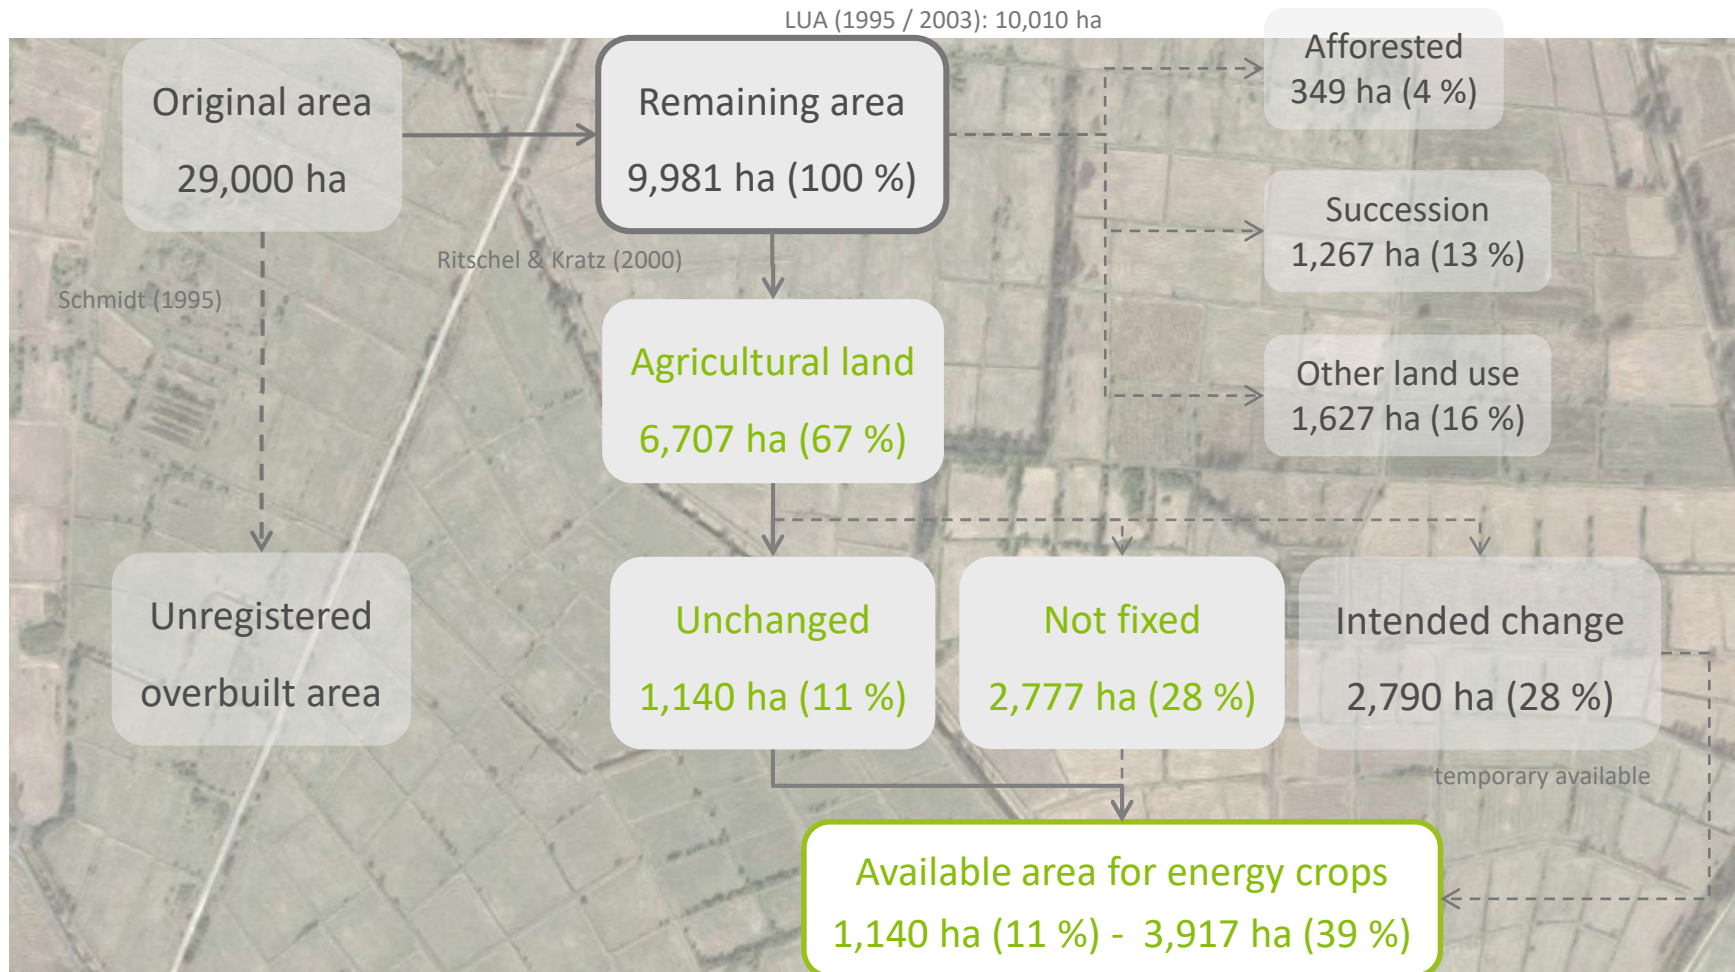 LUA (1995 / 2003): 10,010 ha
Original area
29,000 ha
Remaining area
9,981 ha (100 %)
Afforested
349 ha (4 %)
Succession
1,267 ha (13 %)
Ritschel & Kratz (2000)
Schmidt (1995)
Agricultural land
6,707 ha (67 %)
Other land use
1,627 ha (16 %)
Unregistered
overbuilt area
Unchanged
1,140 ha (11 %)
Not fixed
2,777 ha (28 %)
Intended change
2,790 ha (28 %)
temporary available
Available area for energy crops
1,140 ha (11 %) - 3,917 ha (39 %)